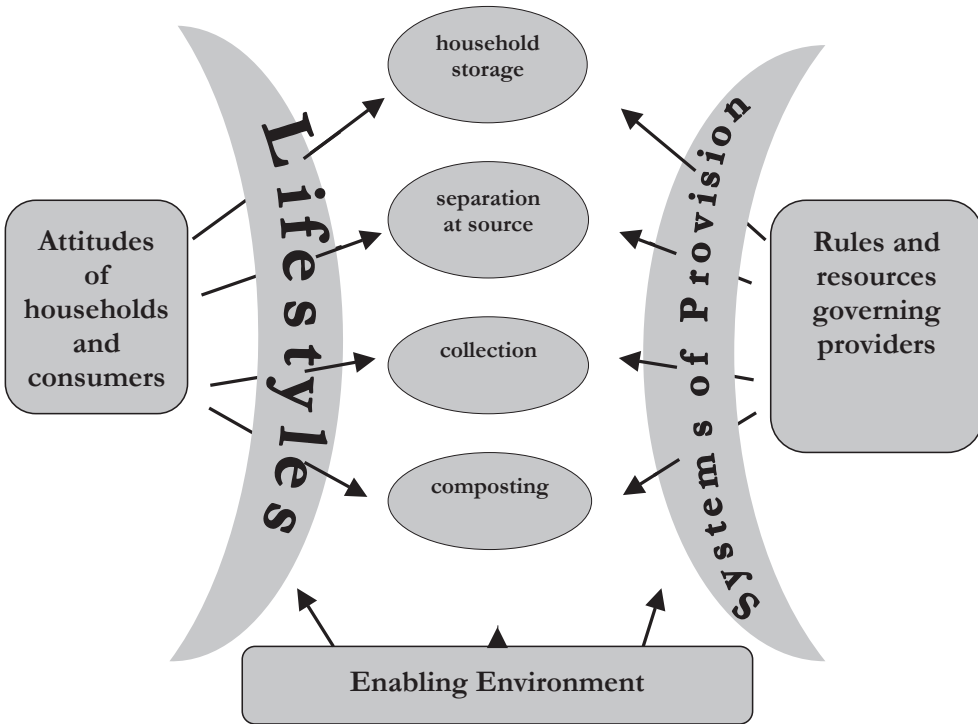 household
storage
Lifestyles
Systems of Provision
separation
at source
Attitudes
of
households
and
consumers
Rules and
resources
governing
providers
collection
composting
Enabling Environment